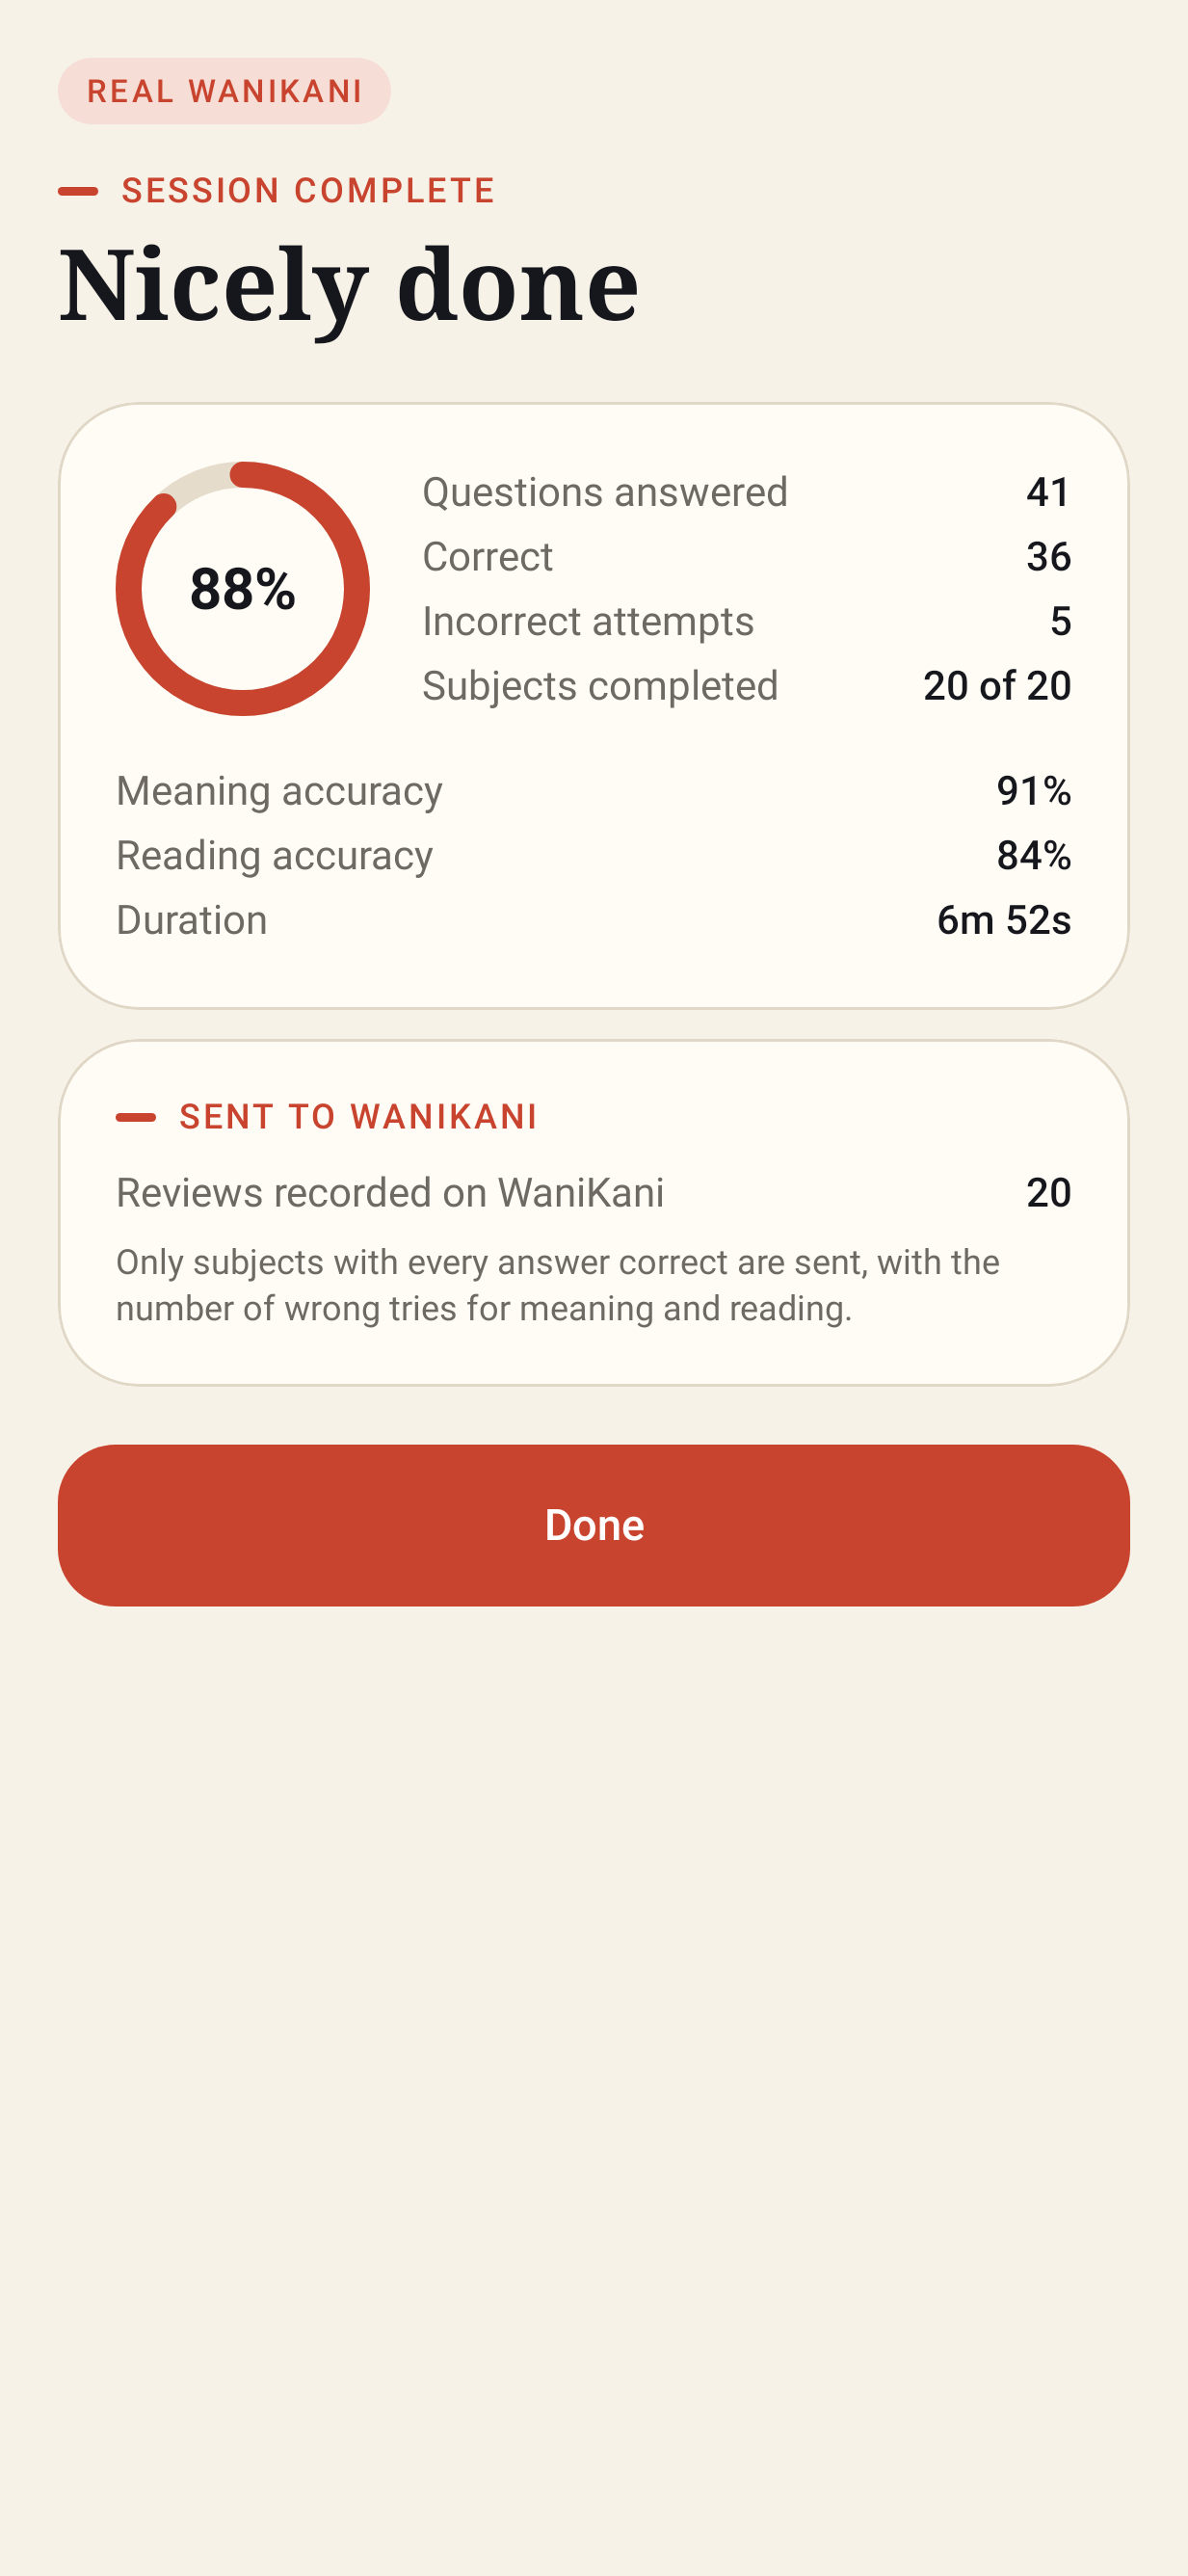 REAL WANIKANI
SESSION COMPLETE
Nicely done
88%
Questions answered 41
Correct 36
Incorrect attempts 5
Subjects completed 20 of 20
Meaning accuracy 91%
Reading accuracy 84%
Duration 6m 52s
SENT TO WANIKANI
Reviews recorded on WaniKani 20
Only subjects with every answer correct are sent, with the
number of wrong tries for meaning and reading.
Done